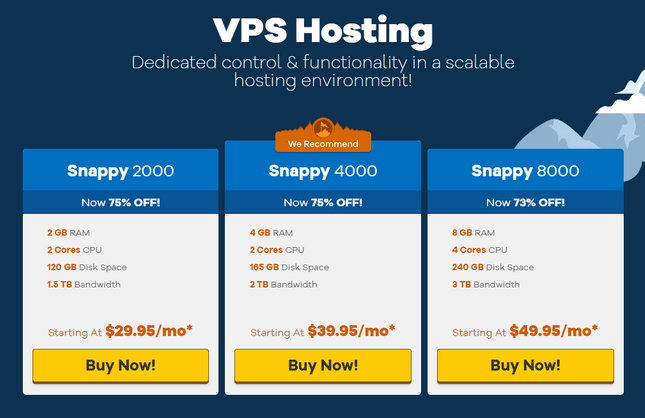 VPS Hosting
Dedicated control & functionality in a scalable
hosting environment!
Snappy 2000
Now 75% OFF!
2 GB RAM
2 Cores CPU
120 GB Disk Space
1.5 TB Bandwidth
Starting At $29.95/mo*
Buy Now!
We Recommend
Snappy 4000
Now 75% OFF!
4 GB RAM
2 Cores CPU
165 GB Disk Space
2 TB Bandwidth
Starting At $39.95/mo*
Buy Now!
Snappy 8000
Now 73% OFF!
8 GB RAM
4 Cores CPU
240 GB Disk Space
3 TB Bandwidth
Starting At $49.95/mo*
Buy Now!